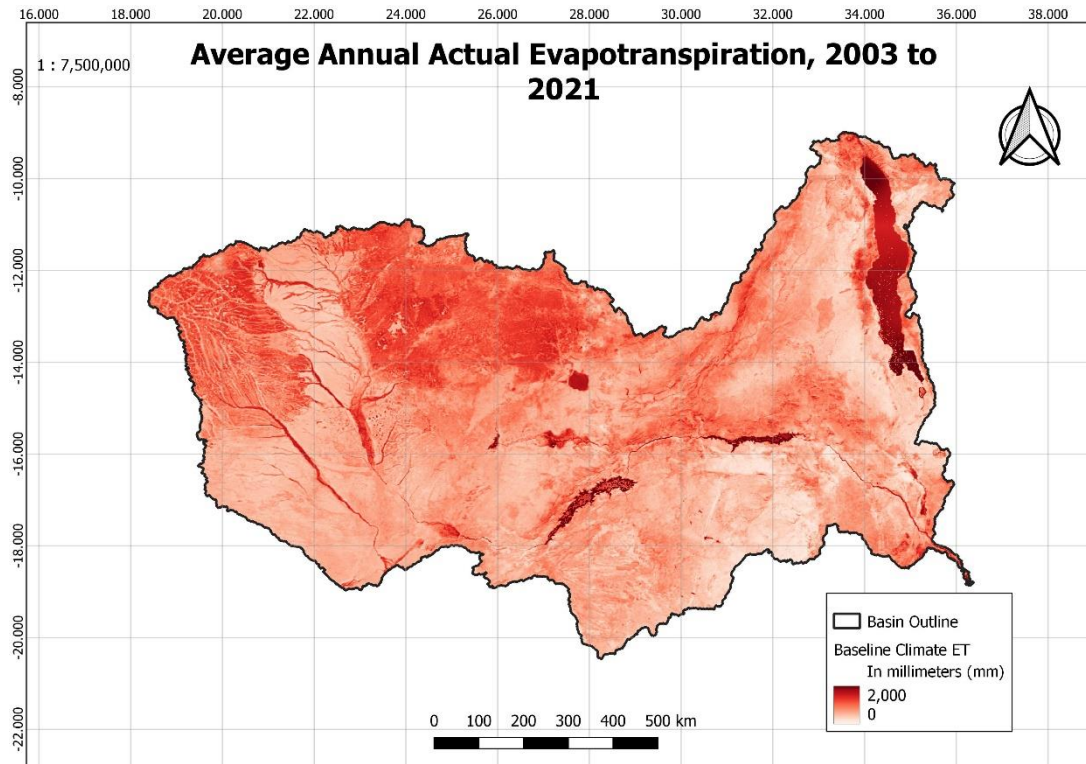 16.000 18.000 20.000 22.000 24.000 26.000 28.000 30.000 32.000 34.000 36.000 38.000
Average Annual Actual Evapotranspiration, 2003 to
2021
1 : 7,500,000
-8.000
-10.000
-12.000
-14.000
-16.000
-18.000
-20.000
-22.000
Basin Outline
Baseline Climate ET
In millimeters (mm)
2,000
0
0 100 200 300 400 500 km